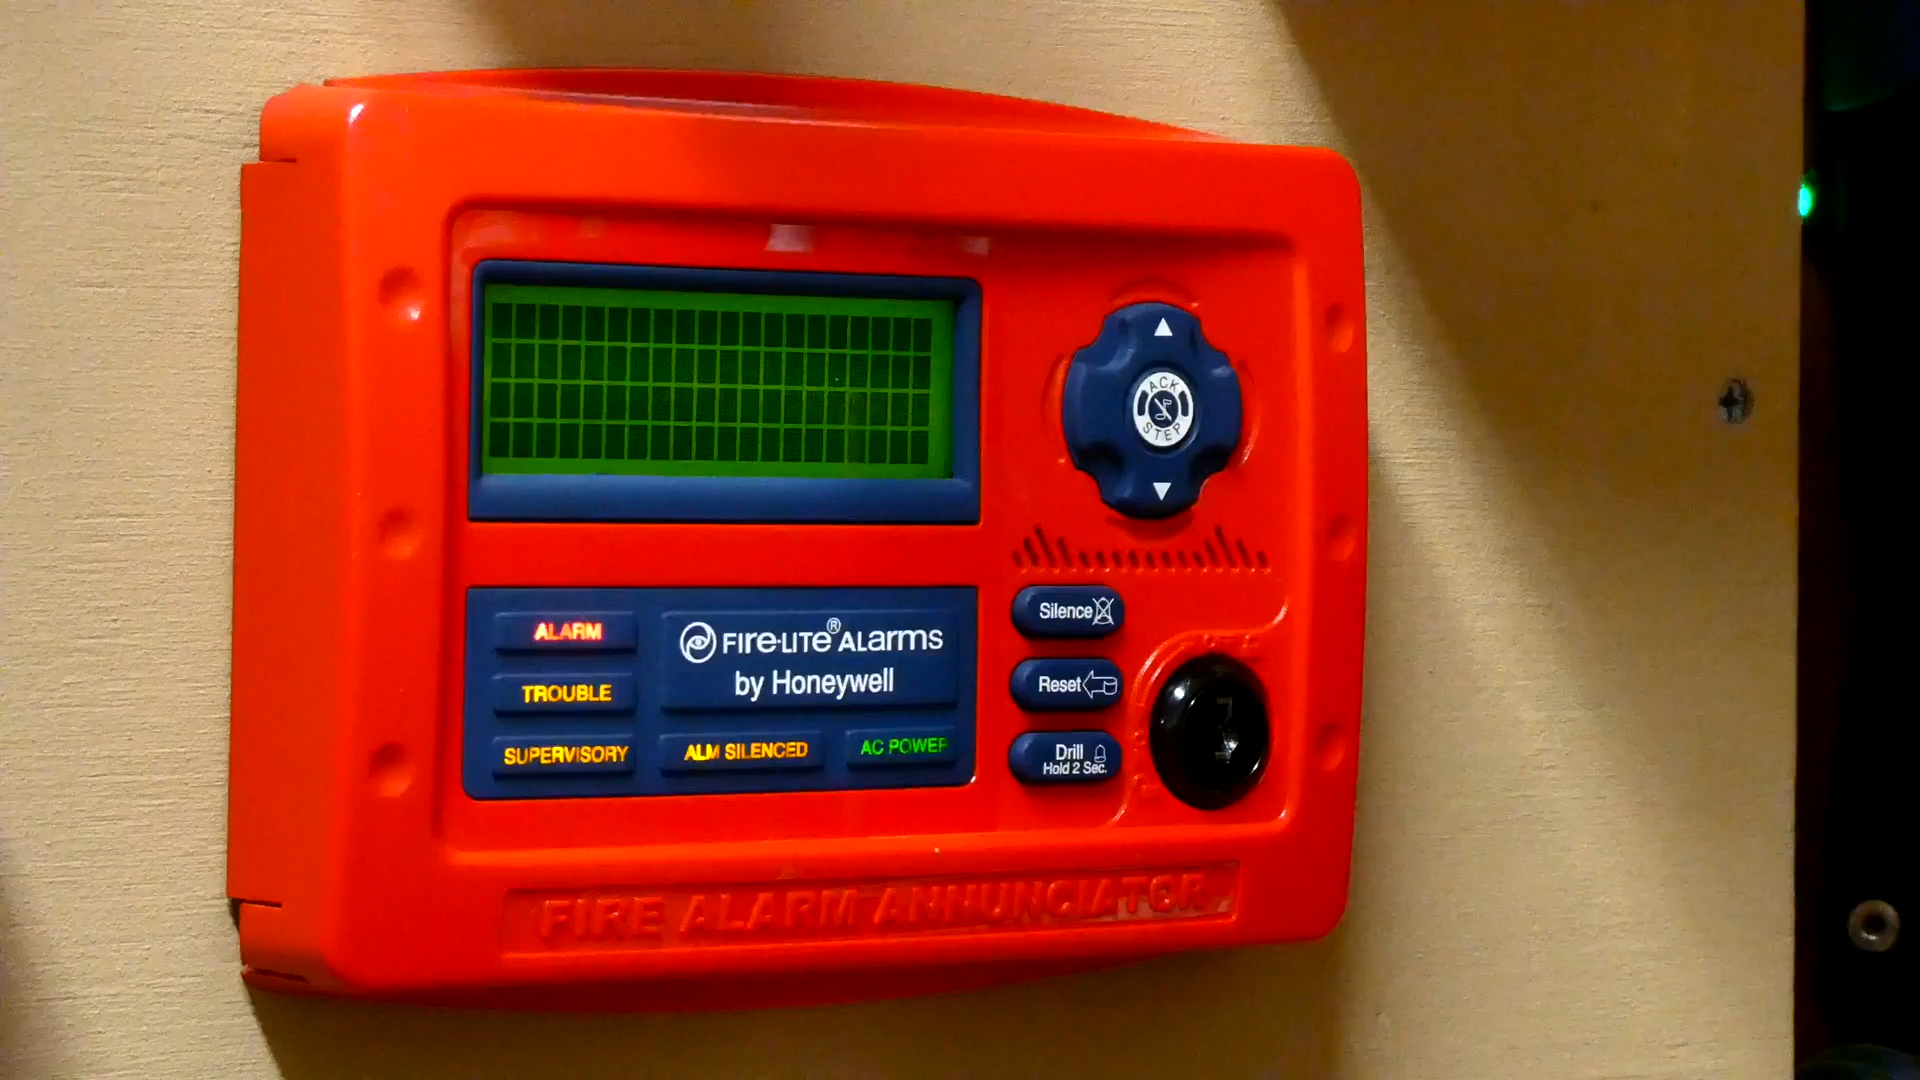 ACK
STEP
ALARM
TROUBLE
SUPERVISORY
FIRE·LITE® ALARMS
by Honeywell
ALM SILENCED
AC POWER
Silence
Reset
Drill
Hold 2 Sec.
FIRE ALARM ANNUNCIATOR